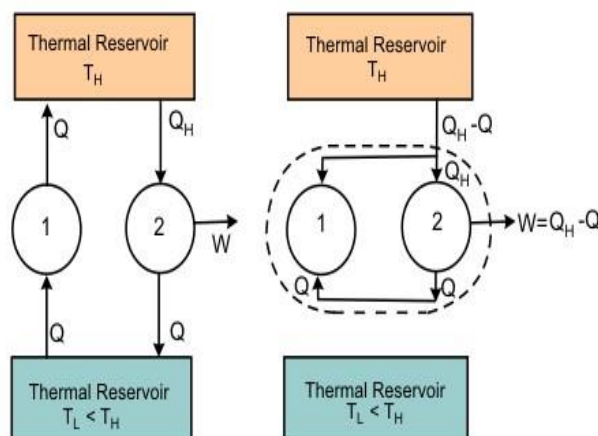 Thermal Reservoir
T_H
Q
Q_H
1
2
W
Q
Q
Thermal Reservoir
T_L < T_H
Thermal Reservoir
T_H
Q_H -Q
Q_H
1
2
W=Q_H -Q
Q
Q
Thermal Reservoir
T_L < T_H